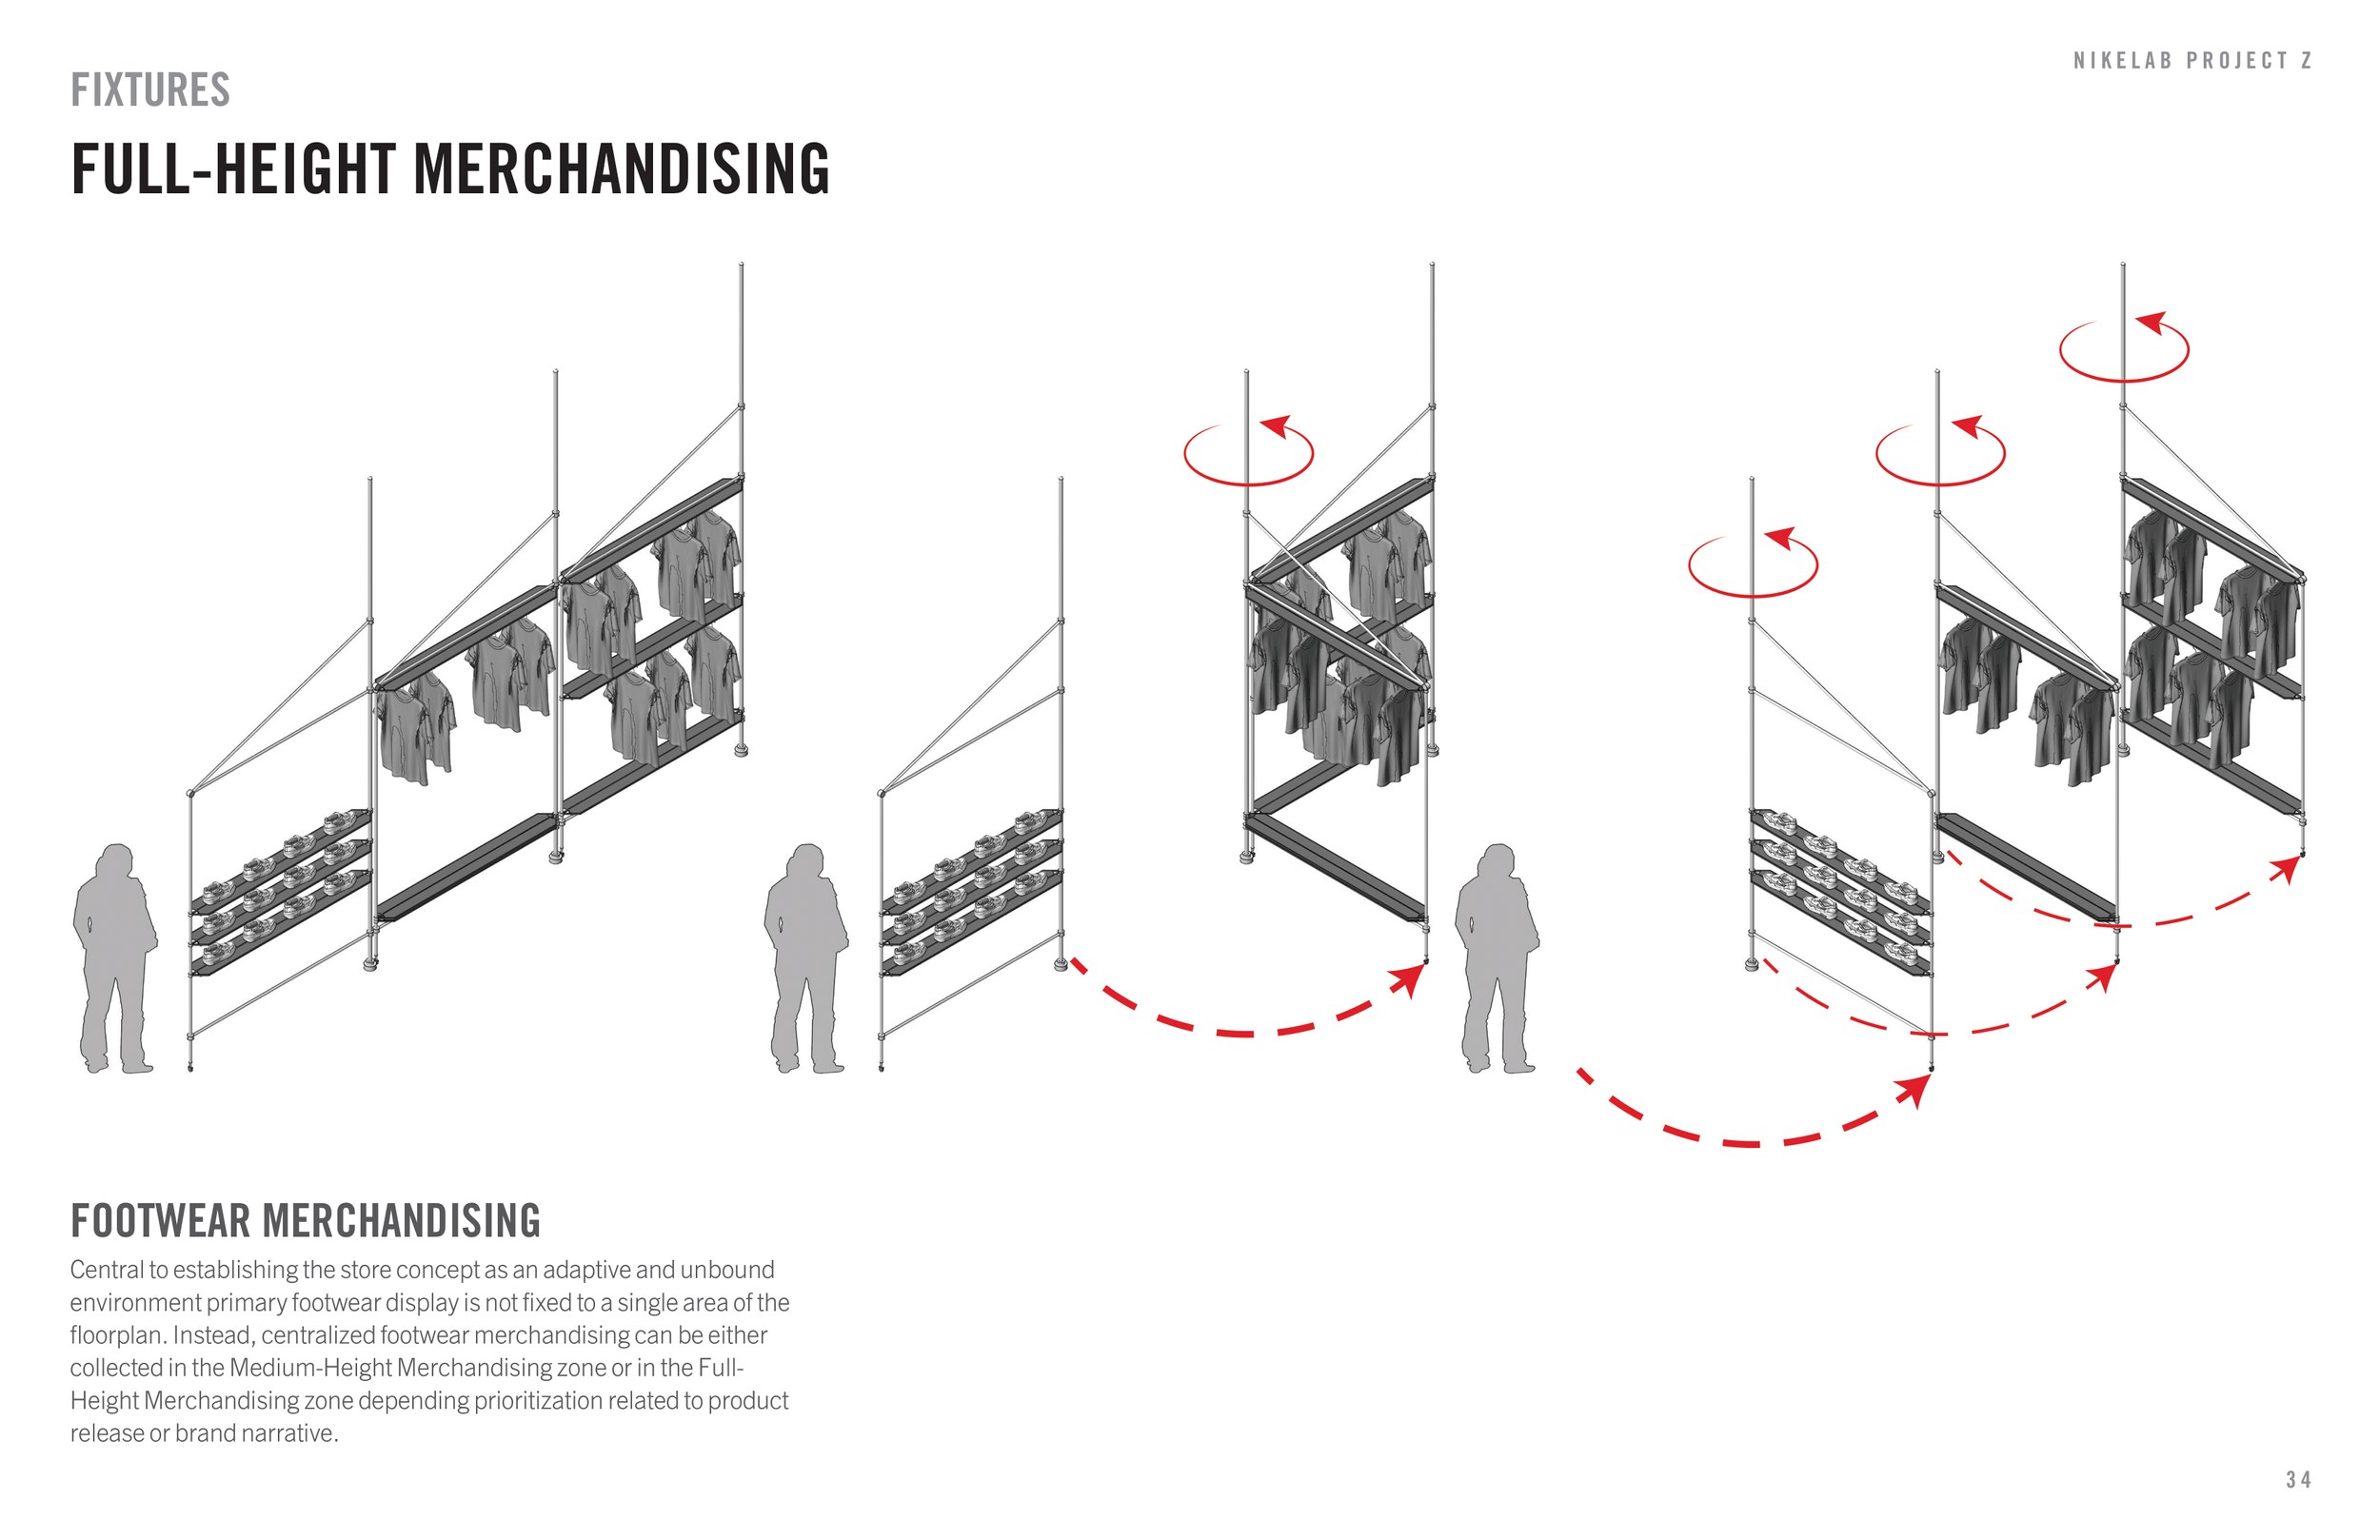 NIKELAB PROJECT Z
FIXTURES
FULL-HEIGHT MERCHANDISING
FOOTWEAR MERCHANDISING
Central to establishing the store concept as an adaptive and unbound
environment primary footwear display is not fixed to a single area of the
floorplan. Instead, centralized footwear merchandising can be either
collected in the Medium-Height Merchandising zone or in the Full-
Height Merchandising zone depending prioritization related to product
release or brand narrative.
34